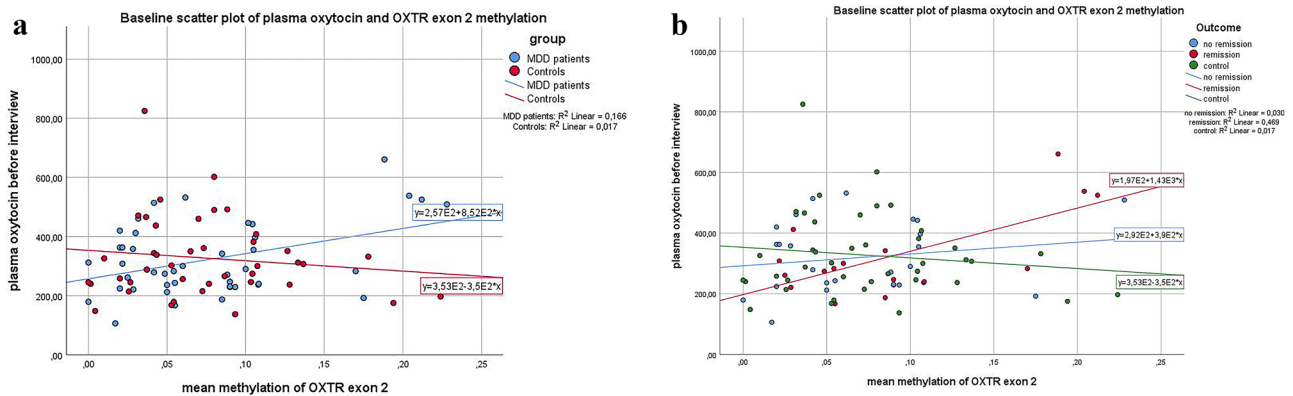 a
Baseline scatter plot of plasma oxytocin and OXTR exon 2 methylation
group
MDD patients
Controls
MDD patients
Controls
MDD patients: R2 Linear = 0,166
Controls: R2 Linear = 0,017
plasma oxytocin before interview
1000,00
800,00
600,00
400,00
200,00
,00
y=2,57E2+8,52E2*x
y=3,53E2-3,5E2*x
,00 ,05 ,10 ,15 ,20 ,25
mean methylation of OXTR exon 2
b
Baseline scatter plot of plasma oxytocin and OXTR exon 2 methylation
Outcome
no remission
remission
control
no remission
remission
control
no remission: R2 Linear = 0,030
remission: R2 Linear = 0,469
control: R2 Linear = 0,017
plasma oxytocin before interview
1000,00
800,00
600,00
400,00
200,00
,00
y=1,97E2+1,43E3*x
y=2,92E2+3,9E2*x
y=3,53E2-3,5E2*x
,00 ,05 ,10 ,15 ,20 ,25
mean methylation of OXTR exon 2